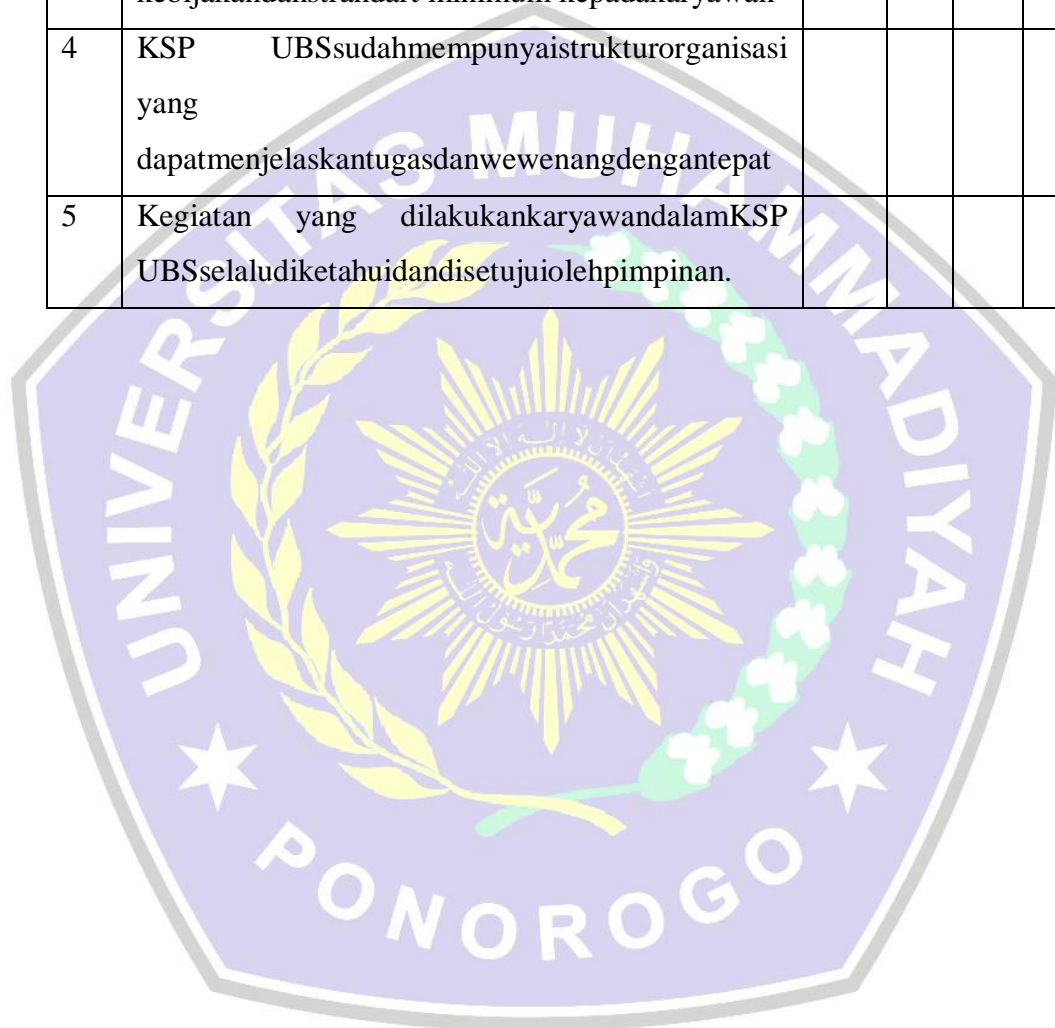 4 KSP UBSsudahmempunyaistrukturorganisasi
yang
dapatmenjelaskantugasdanwewenangdengantepat
5 Kegiatan yang dilakukankaryawandalamKSP
UBSselaludiketahuidandisetujuiolehpimpinan.
UNIVERSITAS MUHAMMADIYAH
PONOROGO